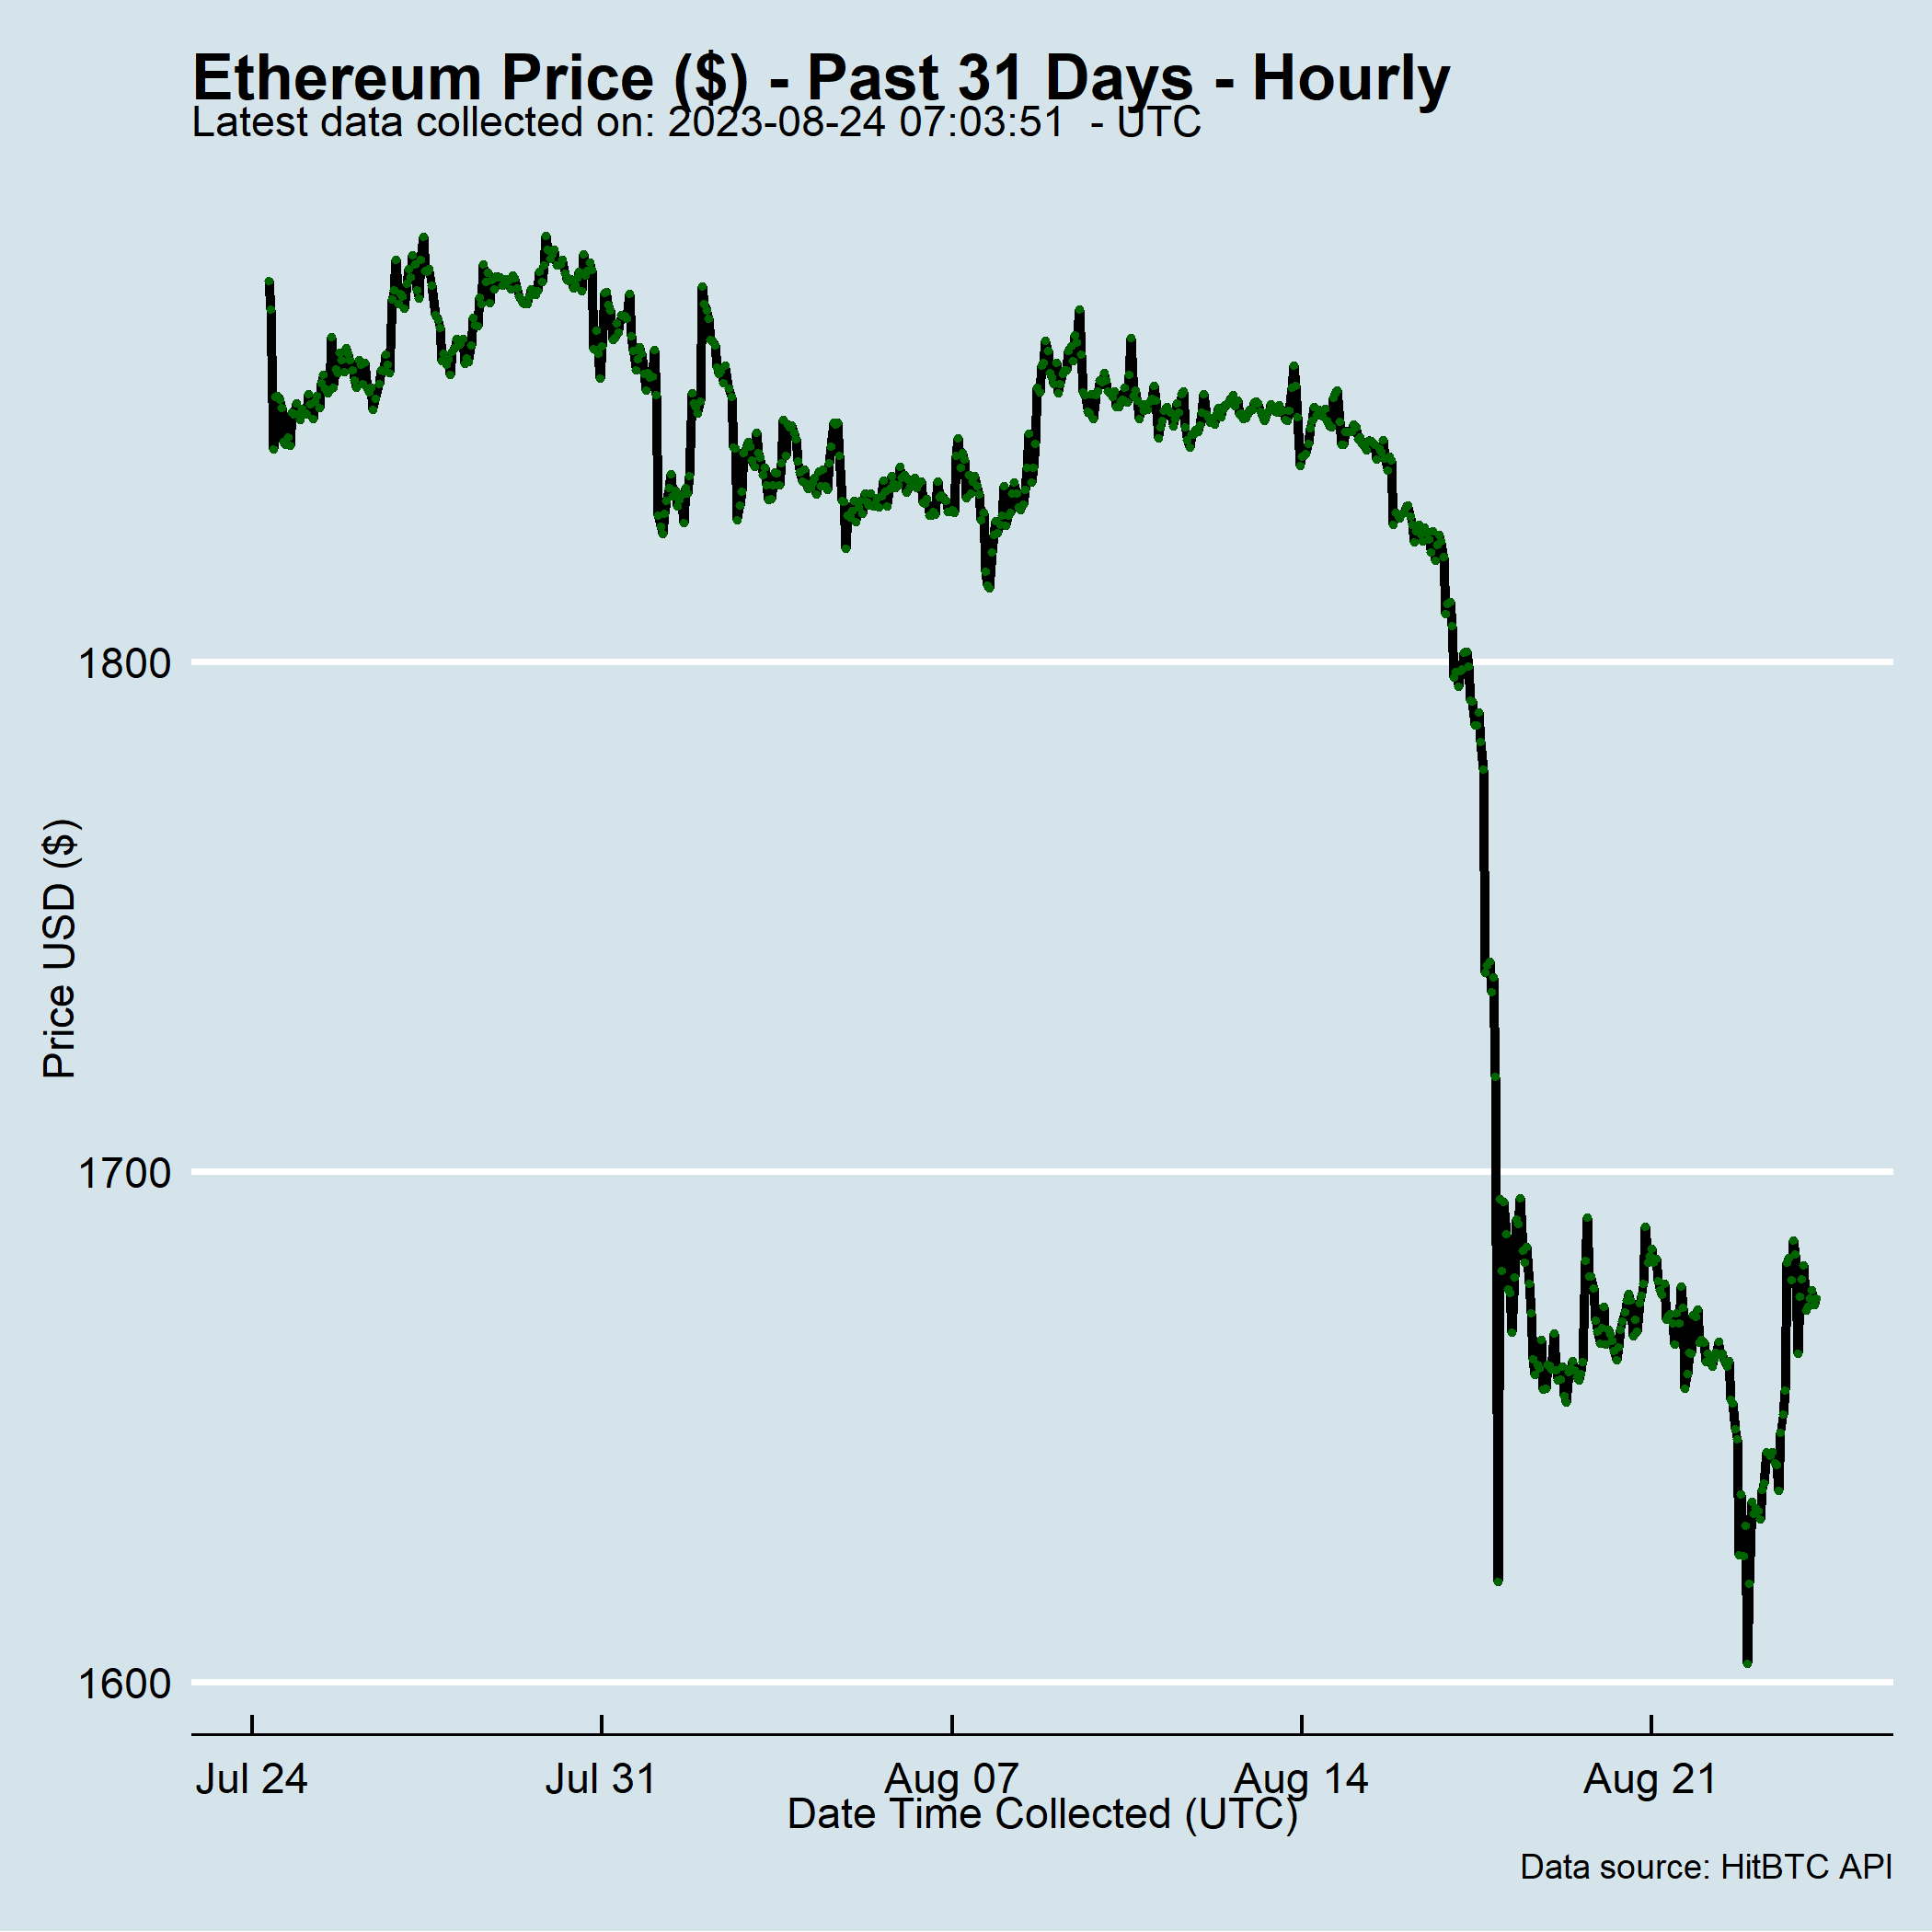 Ethereum Price ($) - Past 31 Days - Hourly
Latest data collected on: 2023-08-24 07:03:51  - UTC
Price USD ($)
1800
1700
1600
Jul 24 Jul 31 Aug 07 Aug 14 Aug 21
Date Time Collected (UTC)
Data source: HitBTC API